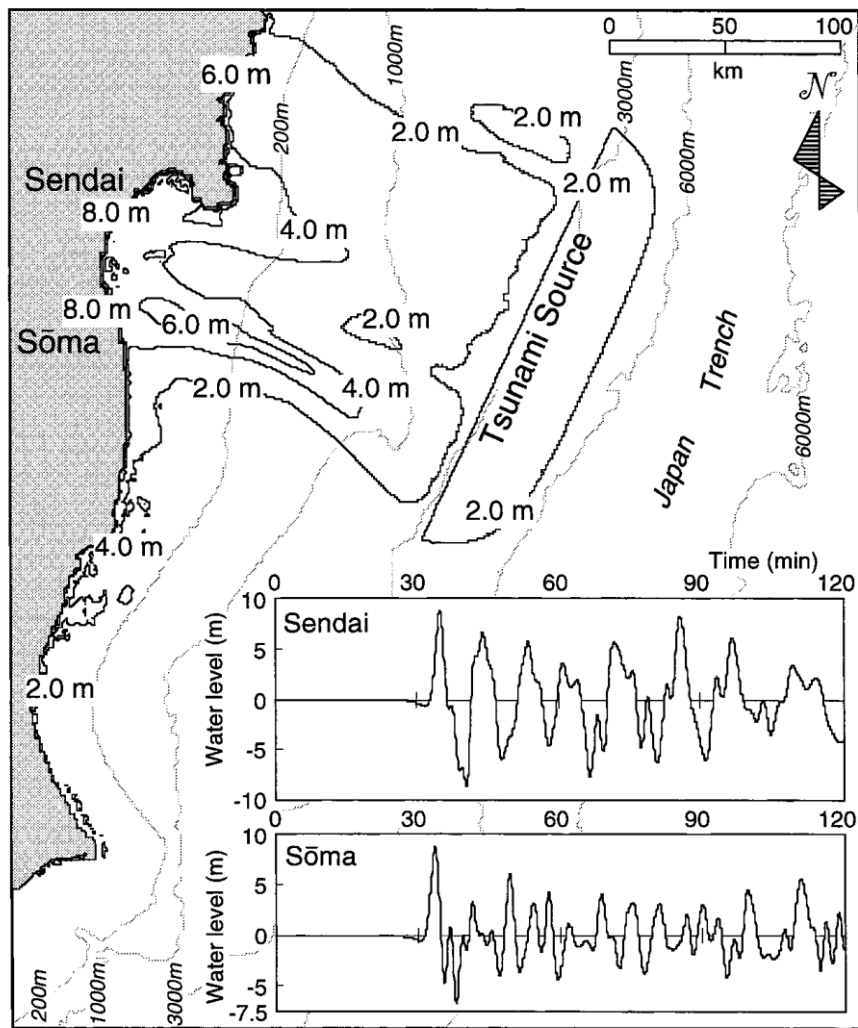 0 50 100
km
N
6.0 m
200m
1000m
3000m
6000m
2.0 m
2.0 m
2.0 m
Sendai
8.0 m
4.0 m
8.0 m
6.0 m
2.0 m
Sōma
2.0 m
4.0 m
Tsunami Source
Japan Trench
6000m
2.0 m
4.0 m
2.0 m
Time (min)
0 30 60 90 120
10
5
0
-5
-10
Water level (m)
Sendai
0 30 60 90 120
10
5
0
-5
-7.5
Water level (m)
Sōma
200m
1000m
3000m